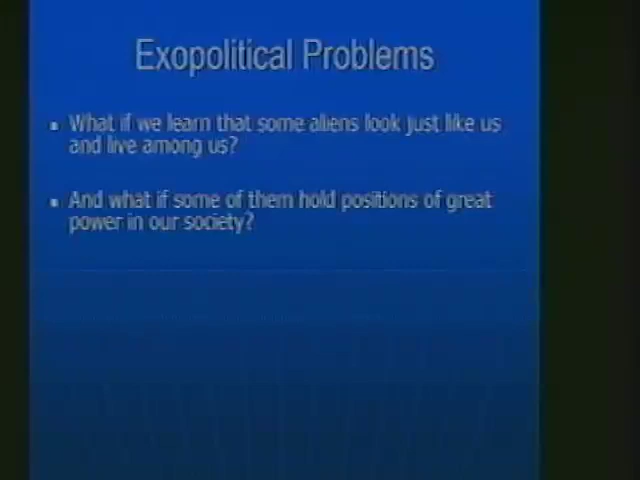 Exopolitical Problems
▪ What if we learn that some aliens look just like us
and live among us?
▪ And what if some of them hold positions of great
power in our society?